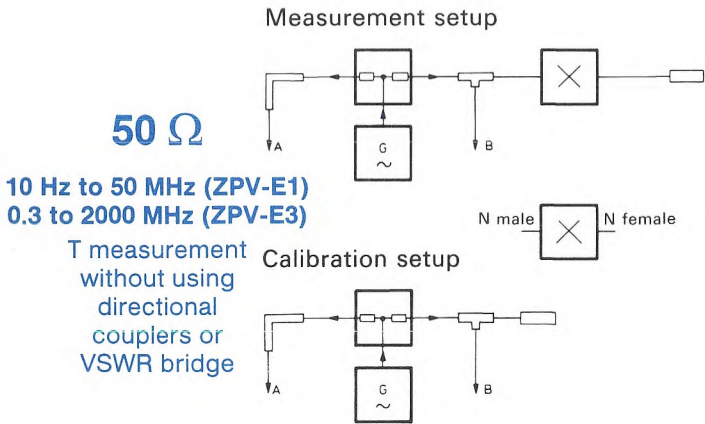 Measurement setup
A
G
~
B
50 Ω
10 Hz to 50 MHz (ZPV-E1)
0.3 to 2000 MHz (ZPV-E3)
T measurement
without using
directional
couplers or
VSWR bridge
N male
N female
Calibration setup
A
G
~
B